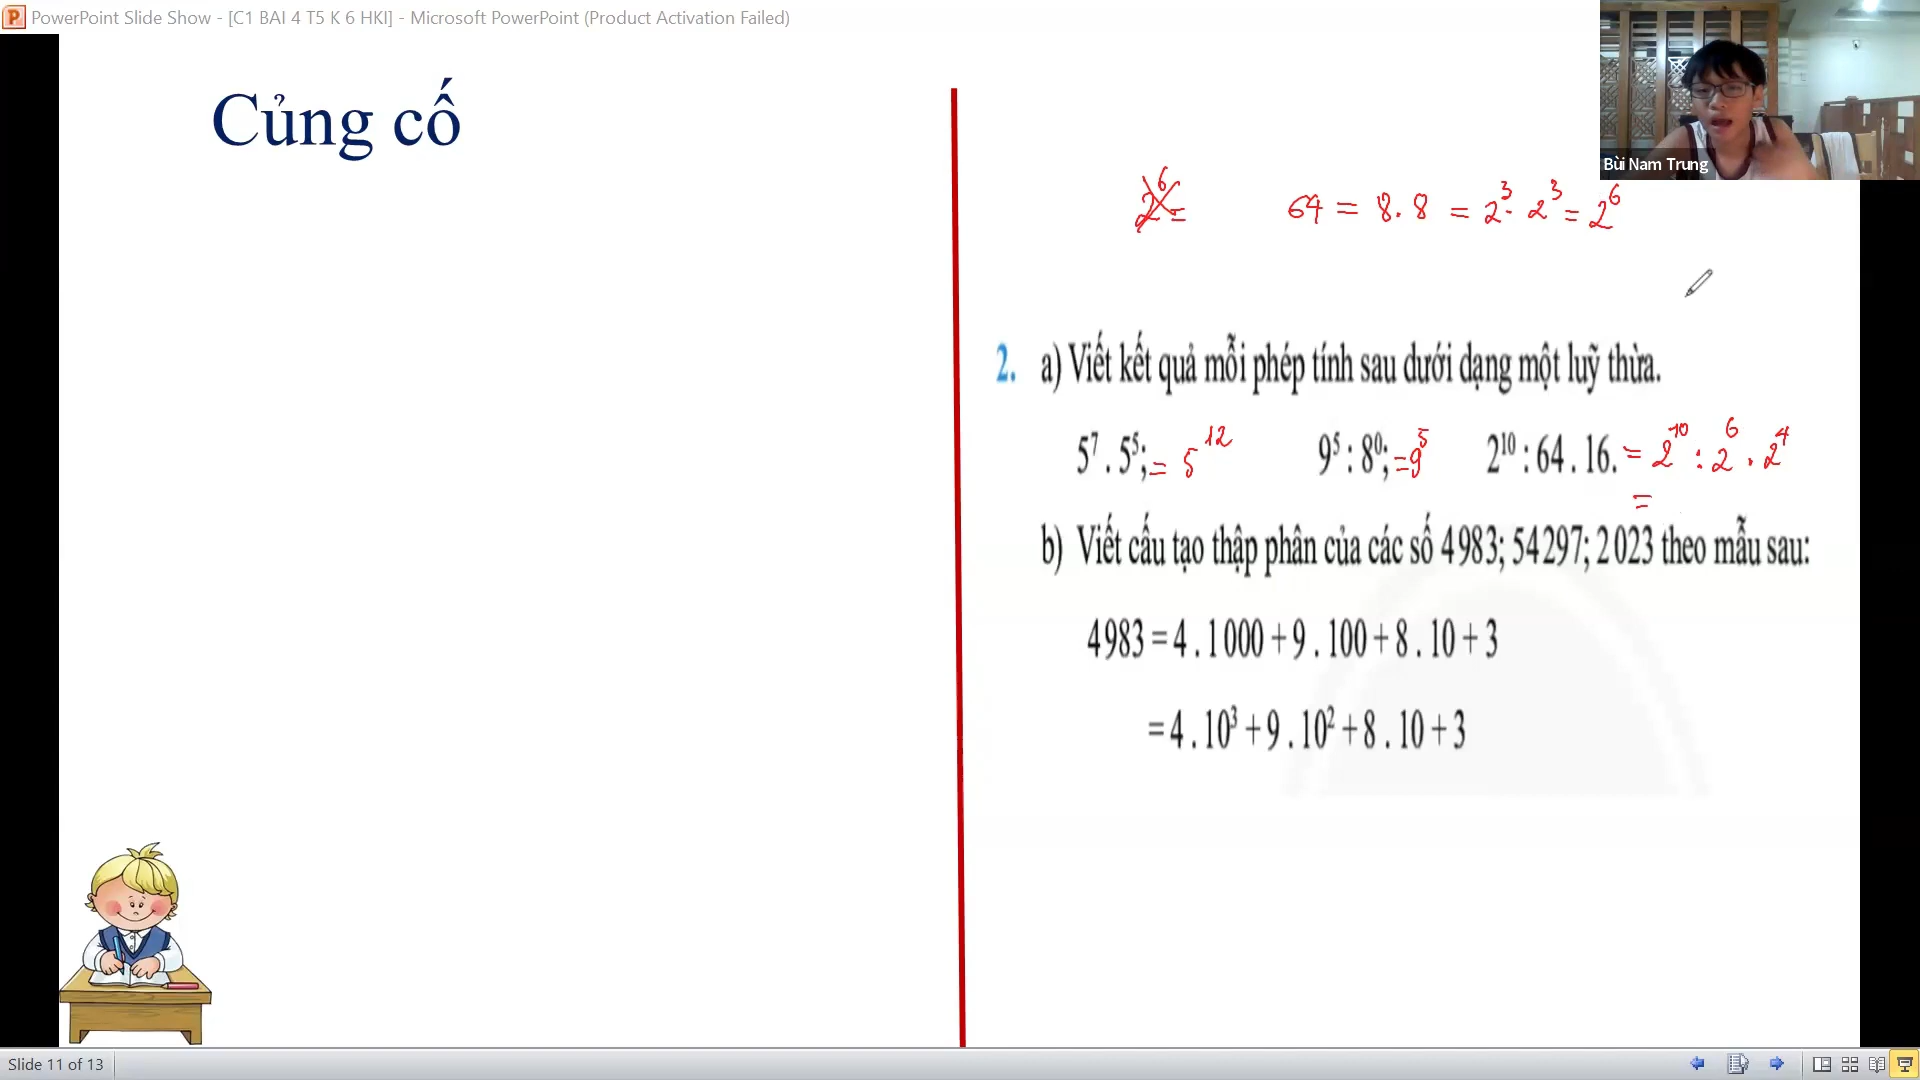 PowerPoint Slide Show - [C1 BAI 4 T5 K 6 HKI] - Microsoft PowerPoint (Product Activation Failed)
Củng cố
Bùi Nam Trung
2⁶ =
64 = 8 . 8 = 2³ . 2³ = 2⁶
2. a) Viết kết quả mỗi phép tính sau dưới dạng một luỹ thừa.
5⁷ . 5⁵; = 5¹² 9⁵ : 8⁰; = 9⁵ 2¹⁰ : 64 . 16. = 2¹⁰ : 2⁶ . 2⁴
=
b) Viết cấu tạo thập phân của các số 4983; 54297; 2023 theo mẫu sau:
4983 = 4 . 1000 + 9 . 100 + 8 . 10 + 3
= 4 . 10³ + 9 . 10² + 8 . 10 + 3
Slide 11 of 13